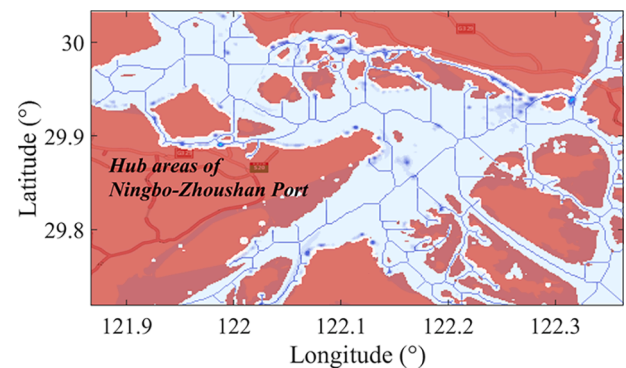 30
29.9
29.8
Latitude (°)
Hub areas of
Ningbo-Zhoushan Port
121.9 122 122.1 122.2 122.3
Longitude (°)